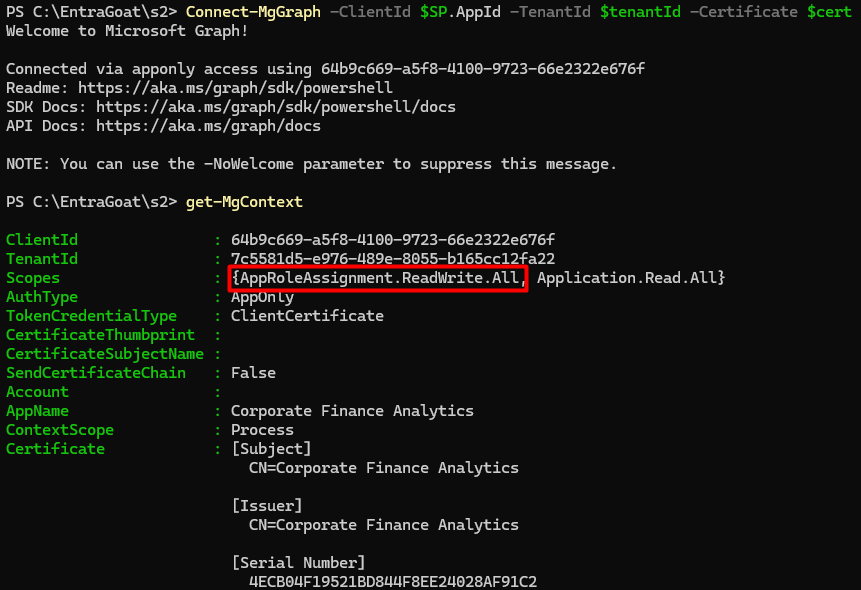 PS C:\EntraGoat\s2> Connect-MgGraph -ClientId $SP.AppId -TenantId $tenantId -Certificate $cert
Welcome to Microsoft Graph!
Connected via apponly access using 64b9c669-a5f8-4100-9723-66e2322e676f
Readme: https://aka.ms/graph/sdk/powershell
SDK Docs: https://aka.ms/graph/sdk/powershell/docs
API Docs: https://aka.ms/graph/docs
NOTE: You can use the -NoWelcome parameter to suppress this message.
PS C:\EntraGoat\s2> get-MgContext
ClientId : 64b9c669-a5f8-4100-9723-66e2322e676f
TenantId : 7c5581d5-e976-489e-8055-b165cc12fa22
Scopes : {AppRoleAssignment.ReadWrite.All, Application.Read.All}
AuthType : AppOnly
TokenCredentialType : ClientCertificate
CertificateThumbprint :
CertificateSubjectName :
SendCertificateChain : False
Account :
AppName : Corporate Finance Analytics
ContextScope : Process
Certificate : [Subject]
CN=Corporate Finance Analytics
[Issuer]
CN=Corporate Finance Analytics
[Serial Number]
4ECB04F19521BD844F8EE24028AF91C2